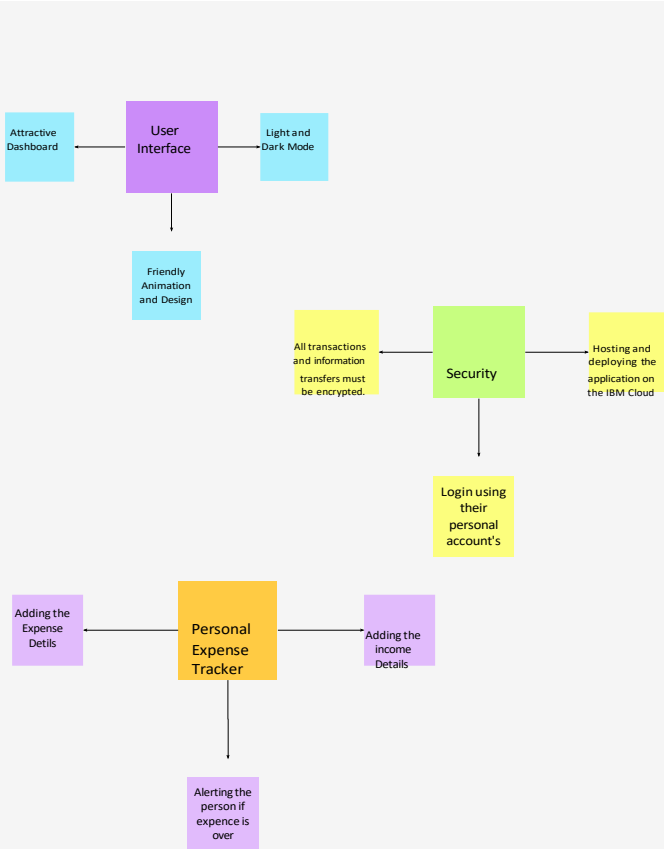 Attractive
Dashboard
User
Interface
Light and
Dark Mode
Friendly
Animation
and Design
All transactions
and information
transfers must
be encrypted.
Security
Hosting and
deploying the
application on
the IBM Cloud
Login using
their
personal
account's
Adding the
Expense
Detils
Personal
Expense
Tracker
Adding the
income
Details
Alerting the
person if
expence is
over